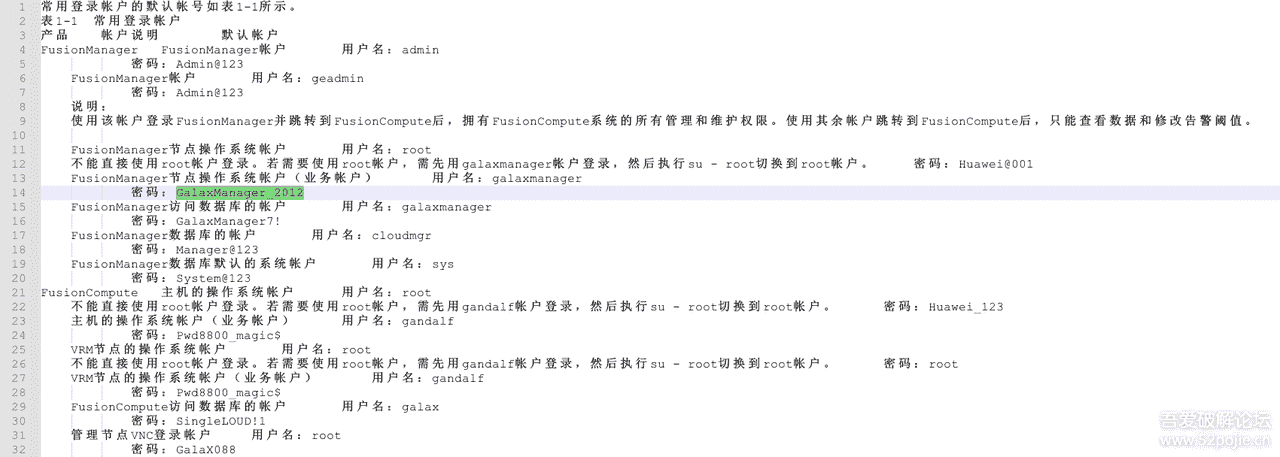 1 常用登录帐户的默认帐号如表1-1所示。
2 表1-1 常用登录帐户
3 产品 帐户说明 默认帐户
4 FusionManager FusionManager帐户 用户名：admin
5 密码：Admin@123
6 FusionManager帐户 用户名：geadmin
7 密码：Admin@123
8 说明：
9 使用该帐户登录FusionManager并跳转到FusionCompute后，拥有FusionCompute系统的所有管理和维护权限。使用其余帐户跳转到FusionCompute后，只能查看数据和修改告警阈值。
10
11 FusionManager节点操作系统帐户 用户名：root
12 不能直接使用root帐户登录。若需要使用root帐户，需先用galaxmanager帐户登录，然后执行su - root切换到root帐户。 密码：Huawei@001
13 FusionManager节点操作系统帐户（业务帐户） 用户名：galaxmanager
14 密码：GalaxManager_2012
15 FusionManager访问数据库的帐户 用户名：galaxmanager
16 密码：GalaxManager7!
17 FusionManager数据库的帐户 用户名：cloudmgr
18 密码：Manager@123
19 FusionManager数据库默认的系统帐户 用户名：sys
20 密码：System@123
21 FusionCompute 主机的操作系统帐户 用户名：root
22 不能直接使用root帐户登录。若需要使用root帐户，需先用gandalf帐户登录，然后执行su - root切换到root帐户。 密码：Huawei_123
23 主机的操作系统帐户（业务帐户） 用户名：gandalf
24 密码：Pwd8800_magic$
25 VRM节点的操作系统帐户 用户名：root
26 不能直接使用root帐户登录。若需要使用root帐户，需先用gandalf帐户登录，然后执行su - root切换到root帐户。 密码：root
27 VRM节点的操作系统帐户（业务帐户） 用户名：gandalf
28 密码：Pwd8800_magic$
29 FusionCompute访问数据库的帐户 用户名：galax
30 密码：SingleLOUD!1
31 管理节点VNC登录帐户 用户名：root
32 密码：GalaX088
吾爱破解论坛
www.52pojie.cn